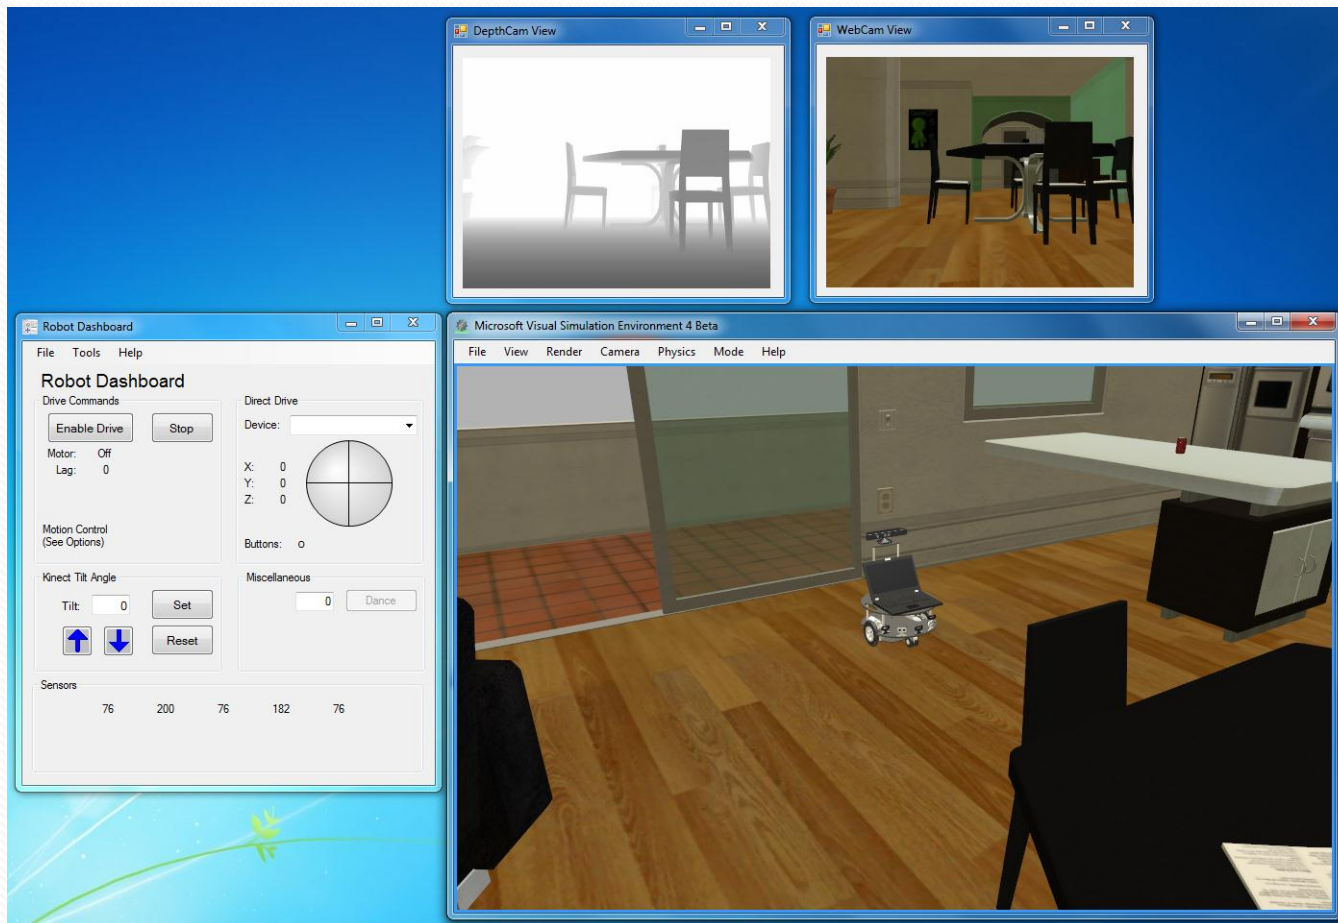 DepthCam View
WebCam View
Robot Dashboard
File Tools Help
Robot Dashboard
Drive Commands
Enable Drive Stop
Motor: Off
Lag: 0
Motion Control
(See Options)
Direct Drive
Device:
X: 0
Y: 0
Z: 0
Buttons: o
Kinect Tilt Angle
Tilt: 0 Set
Reset
Miscellaneous
0 Dance
Sensors
76 200 76 182 76
Microsoft Visual Simulation Environment 4 Beta
File View Render Camera Physics Mode Help